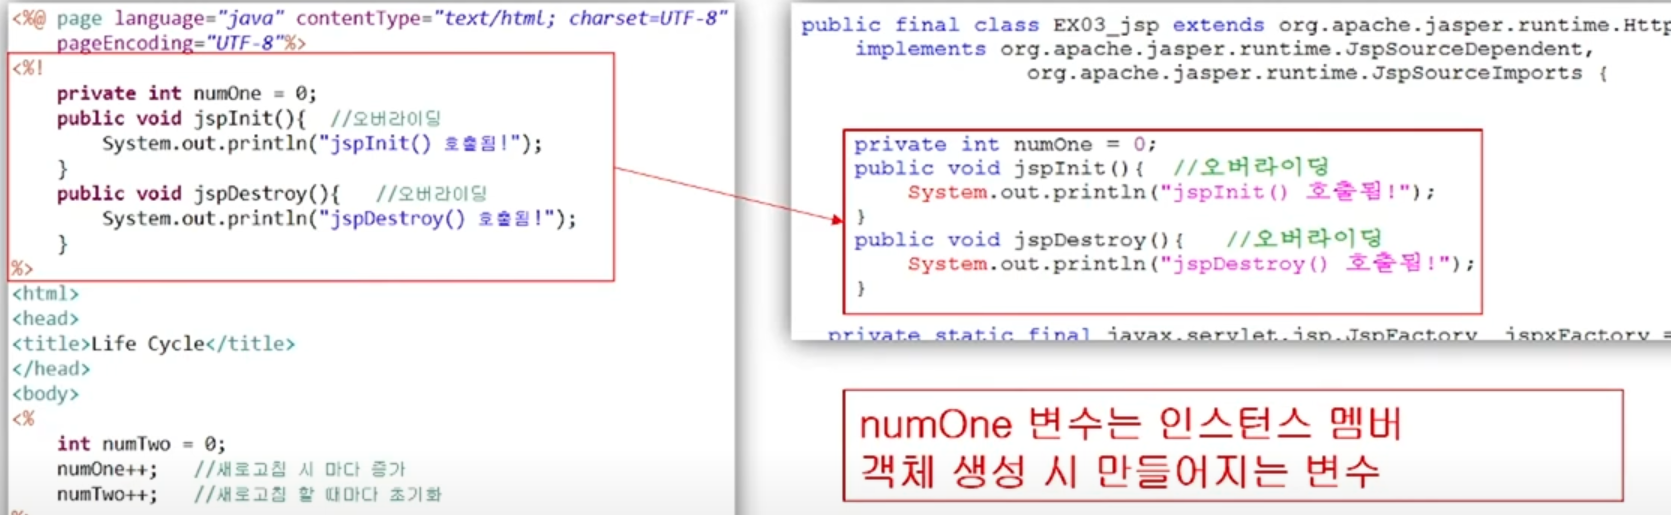 <%@ page language="java" contentType="text/html; charset=UTF-8"
    pageEncoding="UTF-8"%>
<%!
    private int numOne = 0;
    public void jspInit(){  //오버라이딩
        System.out.println("jspInit() 호출됨!");
    }
    public void jspDestroy(){   //오버라이딩
        System.out.println("jspDestroy() 호출됨!");
    }
%>
<html>
<head>
<title>Life Cycle</title>
</head>
<body>
<%
    int numTwo = 0;
    numOne++;   //새로고침 시 마다 증가
    numTwo++;   //새로고침 할 때마다 초기화
public final class EX03_jsp extends org.apache.jasper.runtime.Http
    implements org.apache.jasper.runtime.JspSourceDependent,
                 org.apache.jasper.runtime.JspSourceImports {
    private int numOne = 0;
    public void jspInit(){  //오버라이딩
        System.out.println("jspInit() 호출됨!");
    }
    public void jspDestroy(){   //오버라이딩
        System.out.println("jspDestroy() 호출됨!");
    }
  private static final javax.servlet.jsp.JspFactory _jspxFactory =
numOne 변수는 인스턴스 멤버
객체 생성 시 만들어지는 변수